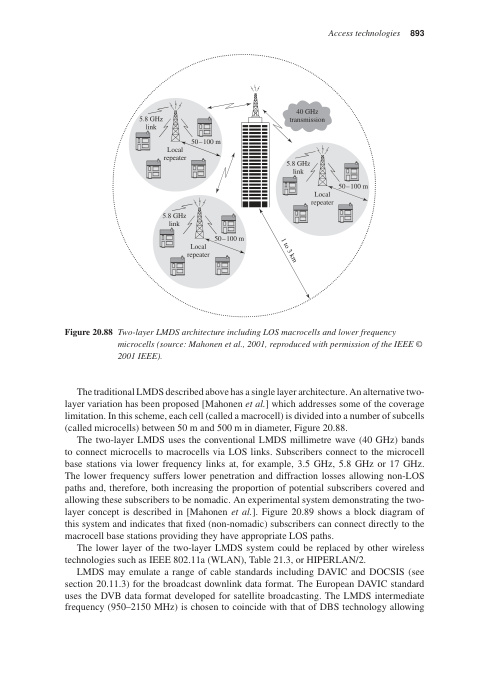 Access technologies 893
40 GHz
transmission
5.8 GHz
link
50–100 m
Local
repeater
5.8 GHz
link
50–100 m
Local
repeater
5.8 GHz
link
50–100 m
Local
repeater
1 to 3 km
Figure 20.88 Two-layer LMDS architecture including LOS macrocells and lower frequency
microcells (source: Mahonen et al., 2001, reproduced with permission of the IEEE ©
2001 IEEE).
The traditional LMDS described above has a single layer architecture. An alternative two-
layer variation has been proposed [Mahonen et al.] which addresses some of the coverage
limitation. In this scheme, each cell (called a macrocell) is divided into a number of subcells
(called microcells) between 50 m and 500 m in diameter, Figure 20.88.
The two-layer LMDS uses the conventional LMDS millimetre wave (40 GHz) bands
to connect microcells to macrocells via LOS links. Subscribers connect to the microcell
base stations via lower frequency links at, for example, 3.5 GHz, 5.8 GHz or 17 GHz.
The lower frequency suffers lower penetration and diffraction losses allowing non-LOS
paths and, therefore, both increasing the proportion of potential subscribers covered and
allowing these subscribers to be nomadic. An experimental system demonstrating the two-
layer concept is described in [Mahonen et al.]. Figure 20.89 shows a block diagram of
this system and indicates that fixed (non-nomadic) subscribers can connect directly to the
macrocell base stations providing they have appropriate LOS paths.
The lower layer of the two-layer LMDS system could be replaced by other wireless
technologies such as IEEE 802.11a (WLAN), Table 21.3, or HIPERLAN/2.
LMDS may emulate a range of cable standards including DAVIC and DOCSIS (see
section 20.11.3) for the broadcast downlink data format. The European DAVIC standard
uses the DVB data format developed for satellite broadcasting. The LMDS intermediate
frequency (950–2150 MHz) is chosen to coincide with that of DBS technology allowing